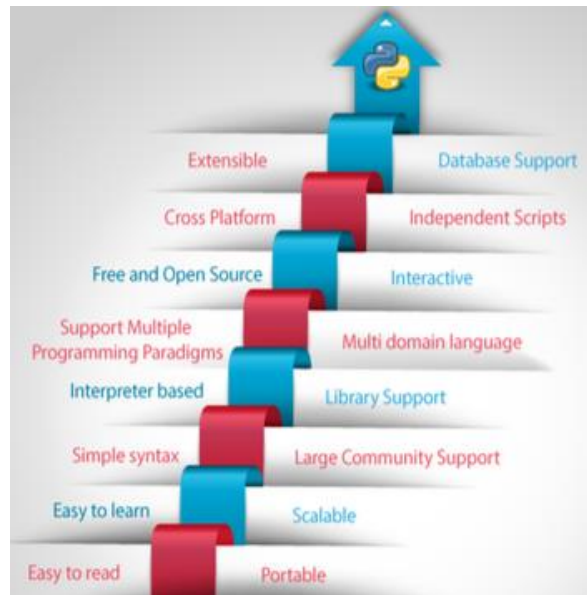 Extensible
Database Support
Cross Platform
Independent Scripts
Free and Open Source
Interactive
Support Multiple
Programming Paradigms
Multi domain language
Interpreter based
Library Support
Simple syntax
Large Community Support
Easy to learn
Scalable
Easy to read
Portable